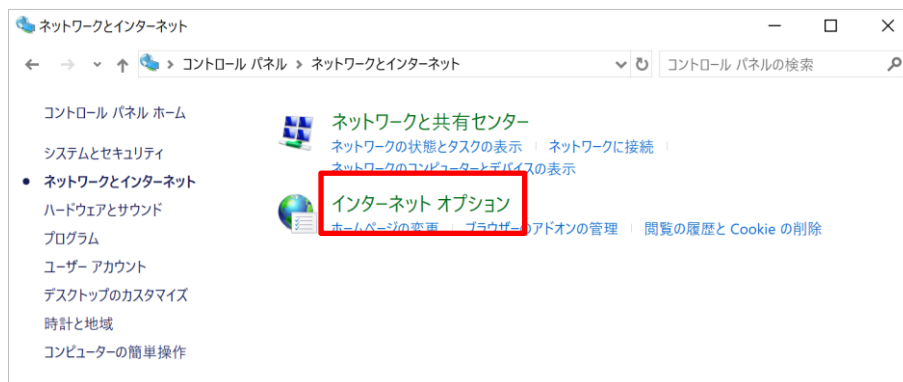 ネットワークとインターネット
コントロール パネル > ネットワークとインターネット
コントロール パネルの検索
コントロール パネル ホーム
システムとセキュリティ
ネットワークとインターネット
ハードウェアとサウンド
プログラム
ユーザー アカウント
デスクトップのカスタマイズ
時計と地域
コンピューターの簡単操作
ネットワークと共有センター
ネットワークの状態とタスクの表示 | ネットワークに接続 |
ネットワークのコンピューターとデバイスの表示
インターネット オプション
ホームページの変更 | ブラウザーのアドオンの管理 | 閲覧の履歴と Cookie の削除